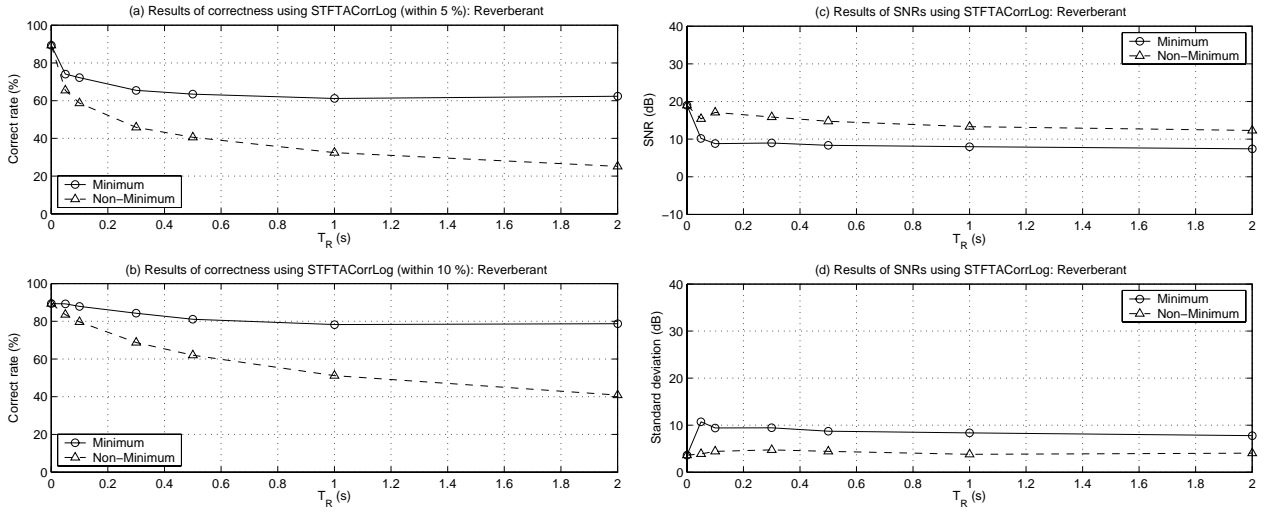 (a) Results of correctness using STFTACorrLog (within 5 %): Reverberant
100
80
60
40
20
0
Correct rate (%)
Minimum
Non−Minimum
0 0.2 0.4 0.6 0.8 1 1.2 1.4 1.6 1.8 2
T_R (s)
(b) Results of correctness using STFTACorrLog (within 10 %): Reverberant
100
80
60
40
20
0
Correct rate (%)
Minimum
Non−Minimum
0 0.2 0.4 0.6 0.8 1 1.2 1.4 1.6 1.8 2
T_R (s)
(c) Results of SNRs using STFTACorrLog: Reverberant
40
30
20
10
0
−10
SNR (dB)
Minimum
Non−Minimum
0 0.2 0.4 0.6 0.8 1 1.2 1.4 1.6 1.8 2
T_R (s)
(d) Results of SNRs using STFTACorrLog: Reverberant
40
30
20
10
0
Standard deviation (dB)
Minimum
Non−Minimum
0 0.2 0.4 0.6 0.8 1 1.2 1.4 1.6 1.8 2
T_R (s)